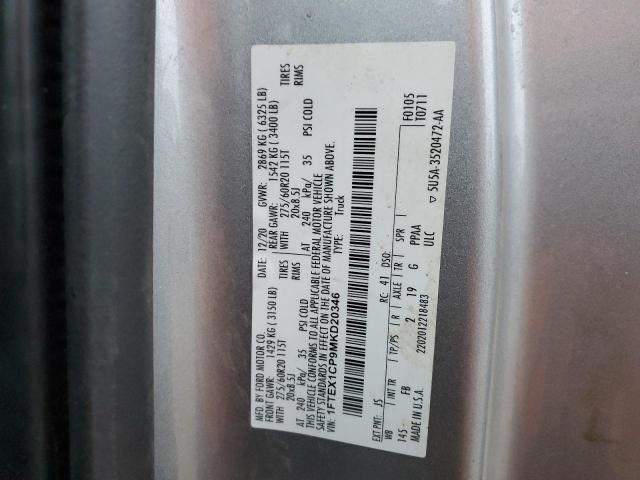 MFD. BY FORD MOTOR CO.
DATE: 12/20 GVWR: 2869 KG ( 6325 LB)
FRONT GAWR: 1429 KG ( 3150 LB) REAR GAWR: 1542 KG ( 3400 LB)
WITH 275/60R20 115T TIRES WITH 275/60R20 115T TIRES
20x8.5J RIMS 20x8.5J RIMS
AT 240 kPa/ 35 PSI COLD AT 240 kPa/ 35 PSI COLD
THIS VEHICLE CONFORMS TO ALL APPLICABLE FEDERAL MOTOR VEHICLE
SAFETY STANDARDS IN EFFECT ON THE DATE OF MANUFACTURE SHOWN ABOVE.
VIN: 1FTEX1CP9MKD20346 TYPE: Truck
EXT PNT: JS RC: 41 DSO: F0105
WB INT TR TP/PS R AXLE TR SPR T0711
145 FB 2 19 G PPAA
MADE IN U.S.A. 2202012218483 ULC
▽ 5U5A-3520472-AA